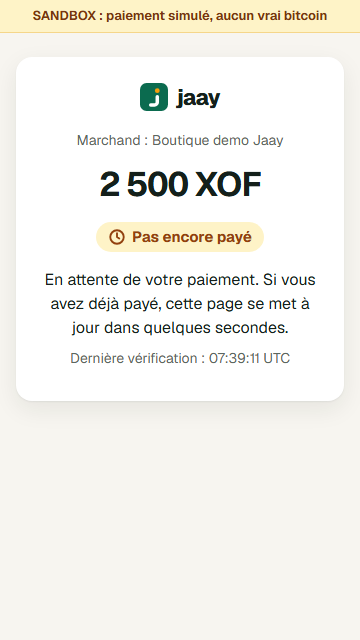 SANDBOX : paiement simulé, aucun vrai bitcoin
jaay
Marchand : Boutique demo Jaay
2 500 XOF
Pas encore payé
En attente de votre paiement. Si vous
avez déjà payé, cette page se met à
jour dans quelques secondes.
Dernière vérification : 07:39:11 UTC